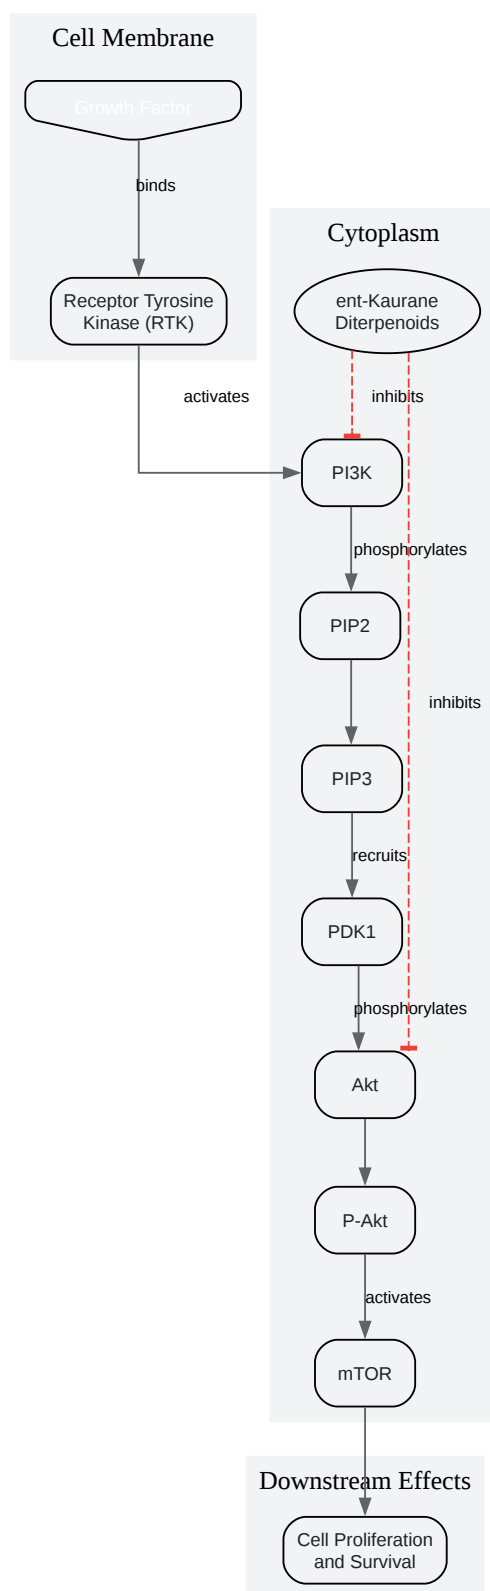 Cell Membrane
Growth Factor
binds
Receptor Tyrosine
Kinase (RTK)
activates
Cytoplasm
ent-Kaurane
Diterpenoids
inhibits
PI3K
phosphorylates
PIP2
inhibits
PIP3
recruits
PDK1
phosphorylates
Akt
P-Akt
activates
mTOR
Downstream Effects
Cell Proliferation
and Survival